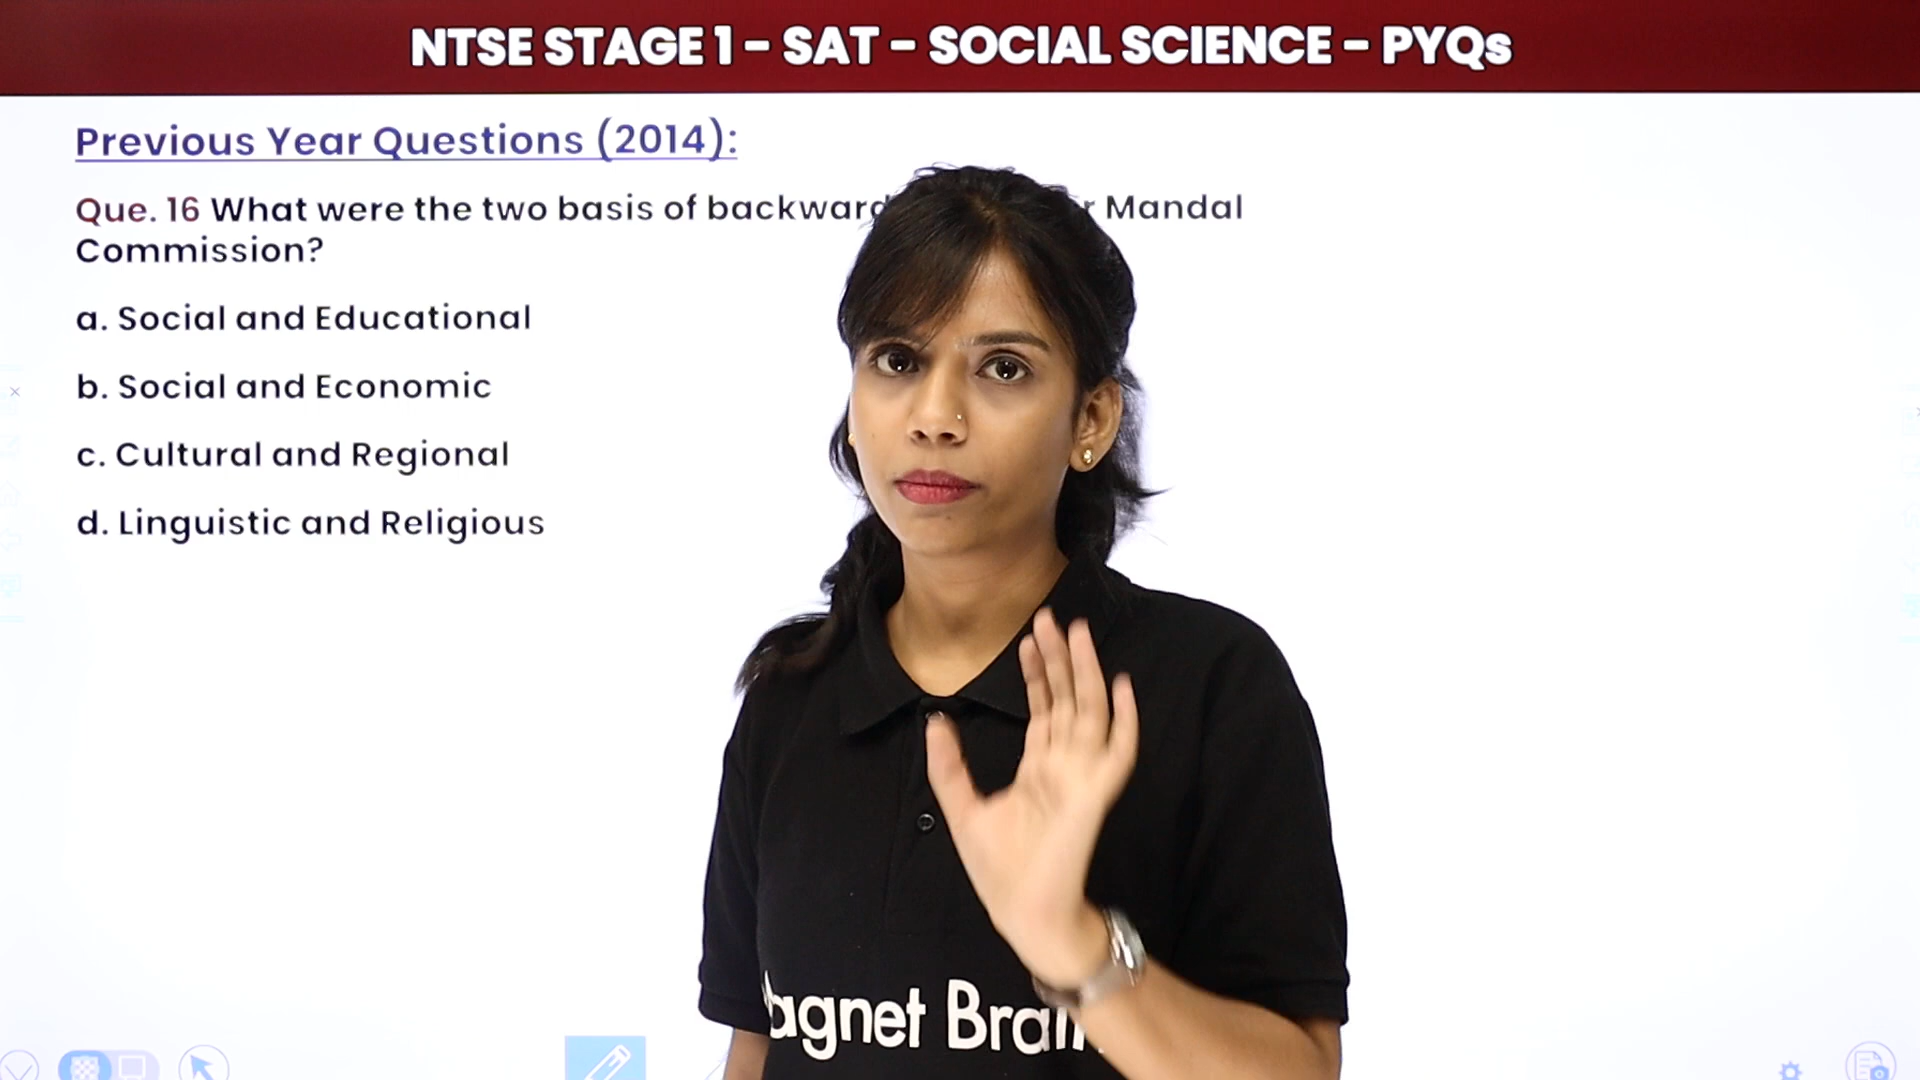 NTSE STAGE 1 - SAT - SOCIAL SCIENCE - PYQs
Previous Year Questions (2014):
Que. 16 What were the two basis of backward Mandal
Commission?
a. Social and Educational
b. Social and Economic
c. Cultural and Regional
d. Linguistic and Religious
agnet Brain